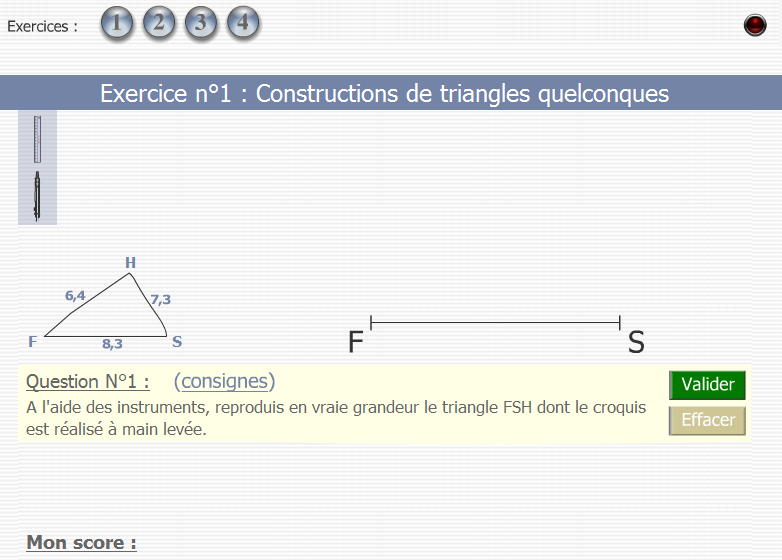 Exercices : 1 2 3 4
Exercice n°1 : Constructions de triangles quelconques
H
6,4
7,3
F
8,3
S
F
S
Question N°1 : (consignes)
Valider
A l'aide des instruments, reproduis en vraie grandeur le triangle FSH dont le croquis
est réalisé à main levée.
Effacer
Mon score :